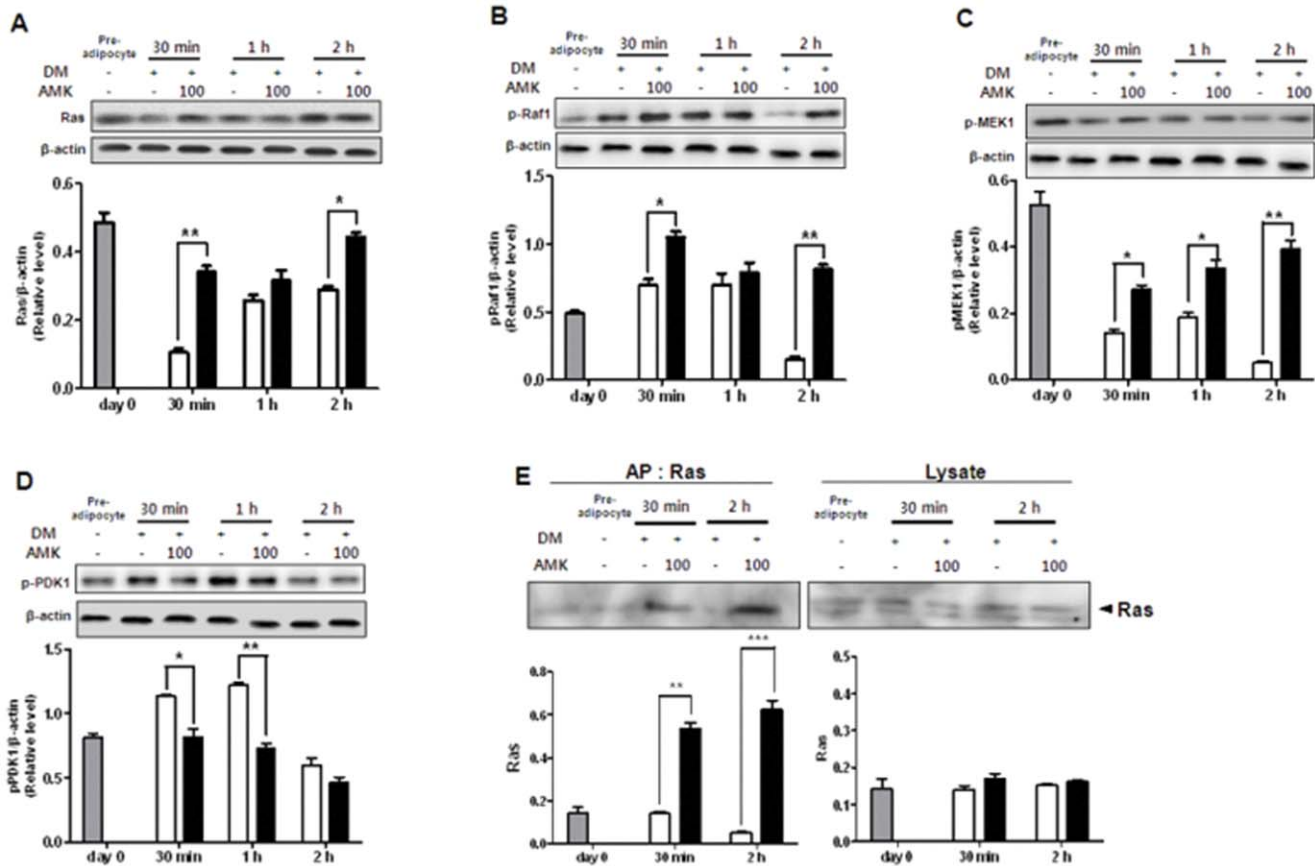 A
Pre-
adipocyte 30 min 1 h 2 h
DM - + + + + + +
AMK - - 100 - 100 - 100
Ras
β-actin
Ras/β-actin
(Relative level)
0.6
0.4
0.2
0.0
** *
day 0 30 min 1 h 2 h
B
Pre-
adipocyte 30 min 1 h 2 h
DM - + + + + + +
AMK - - 100 - 100 - 100
p-Raf1
β-actin
pRaf1/β-actin
(Relative level)
1.5
1.0
0.5
0.0
* **
day 0 30 min 1 h 2 h
C
Pre-
adipocyte 30 min 1 h 2 h
DM - + + + + + +
AMK - - 100 - 100 - 100
p-MEK1
β-actin
pMEK1/β-actin
(Relative level)
0.6
0.4
0.2
0.0
* * **
day 0 30 min 1 h 2 h
D
Pre-
adipocyte 30 min 1 h 2 h
DM - + + + + + +
AMK - - 100 - 100 - 100
p-PDK1
β-actin
pPDK1/β-actin
(Relative level)
1.5
1.0
0.5
0.0
* **
day 0 30 min 1 h 2 h
E
AP : Ras Lysate
Pre-
adipocyte 30 min 2 h
DM - + + + +
AMK - - 100 - 100
Pre-
adipocyte 30 min 2 h
- + + + +
- - 100 - 100
Ras
Ras
0.8
0.6
0.4
0.2
0.0
** ***
day 0 30 min 2 h
Ras
0.5
0.4
0.3
0.2
0.1
0.0
day 0 30 min 2 h